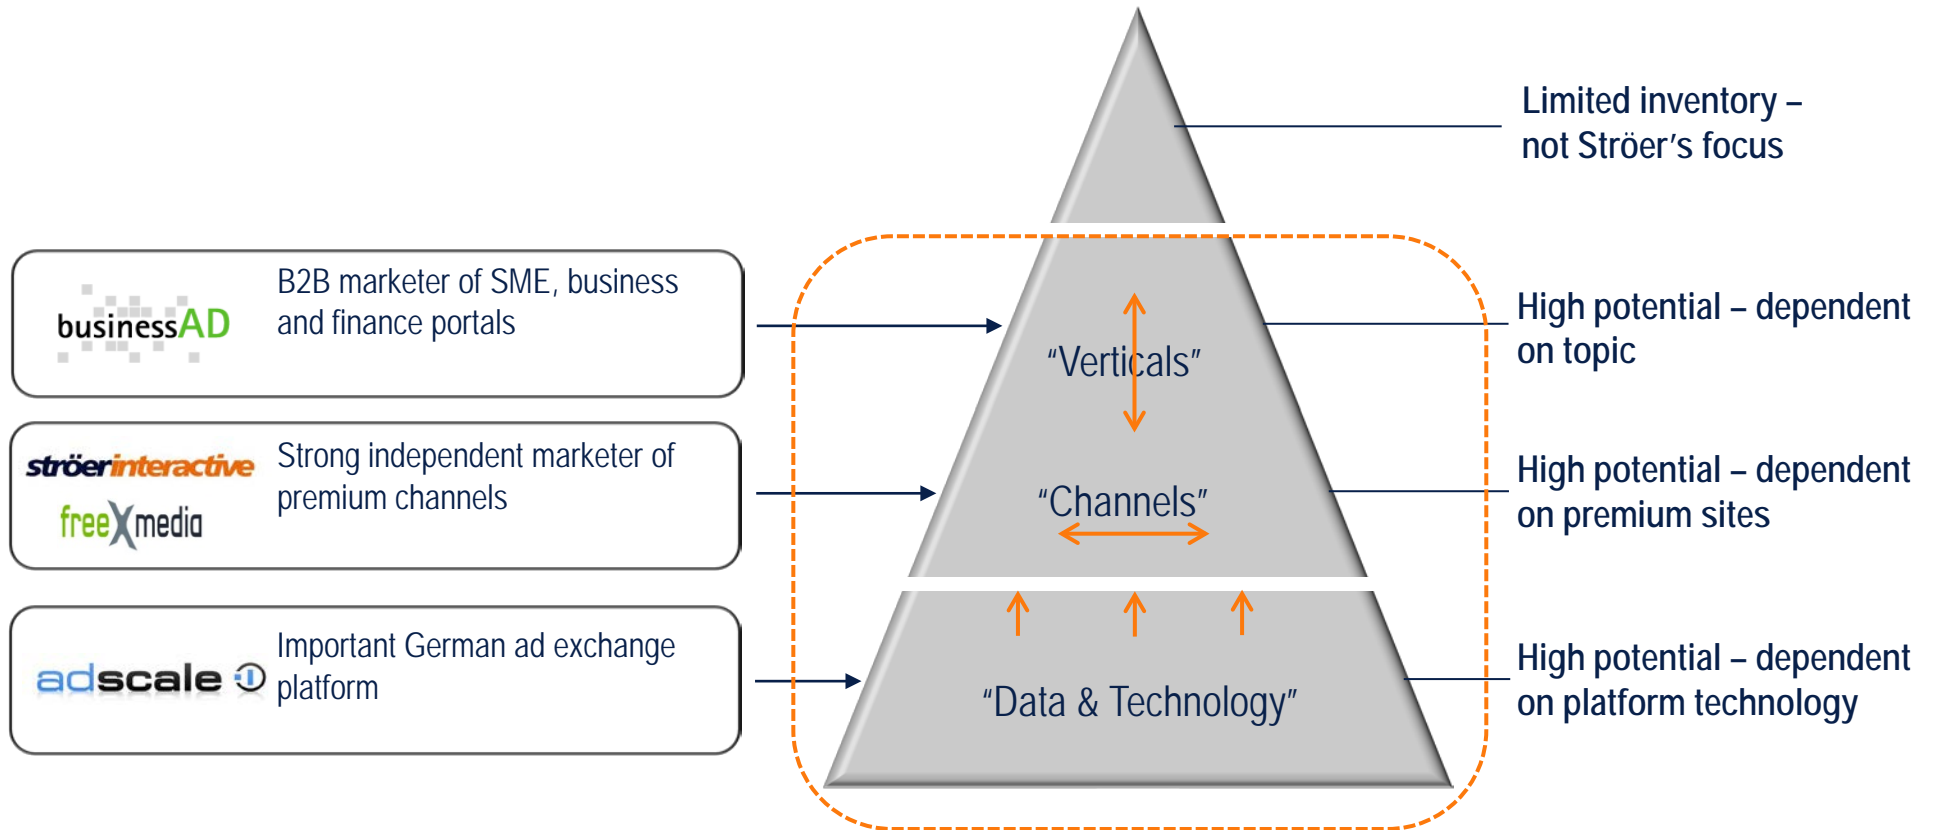 Limited inventory –
not Ströer’s focus
businessAD
B2B marketer of SME, business
and finance portals
“Verticals”
High potential – dependent
on topic
ströerinteractive
freeXmedia
Strong independent marketer of
premium channels
“Channels”
High potential – dependent
on premium sites
adscale
Important German ad exchange
platform
“Data & Technology”
High potential – dependent
on platform technology